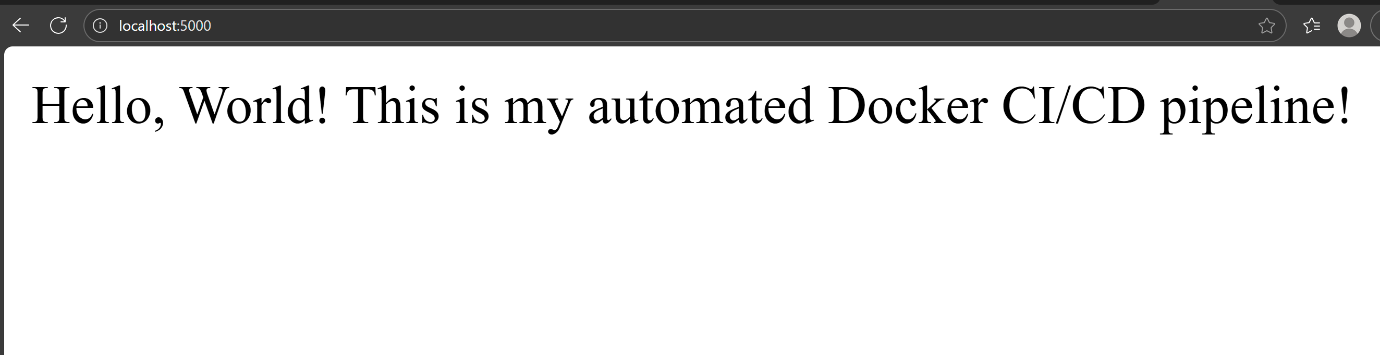 localhost:5000
Hello, World! This is my automated Docker CI/CD pipeline!